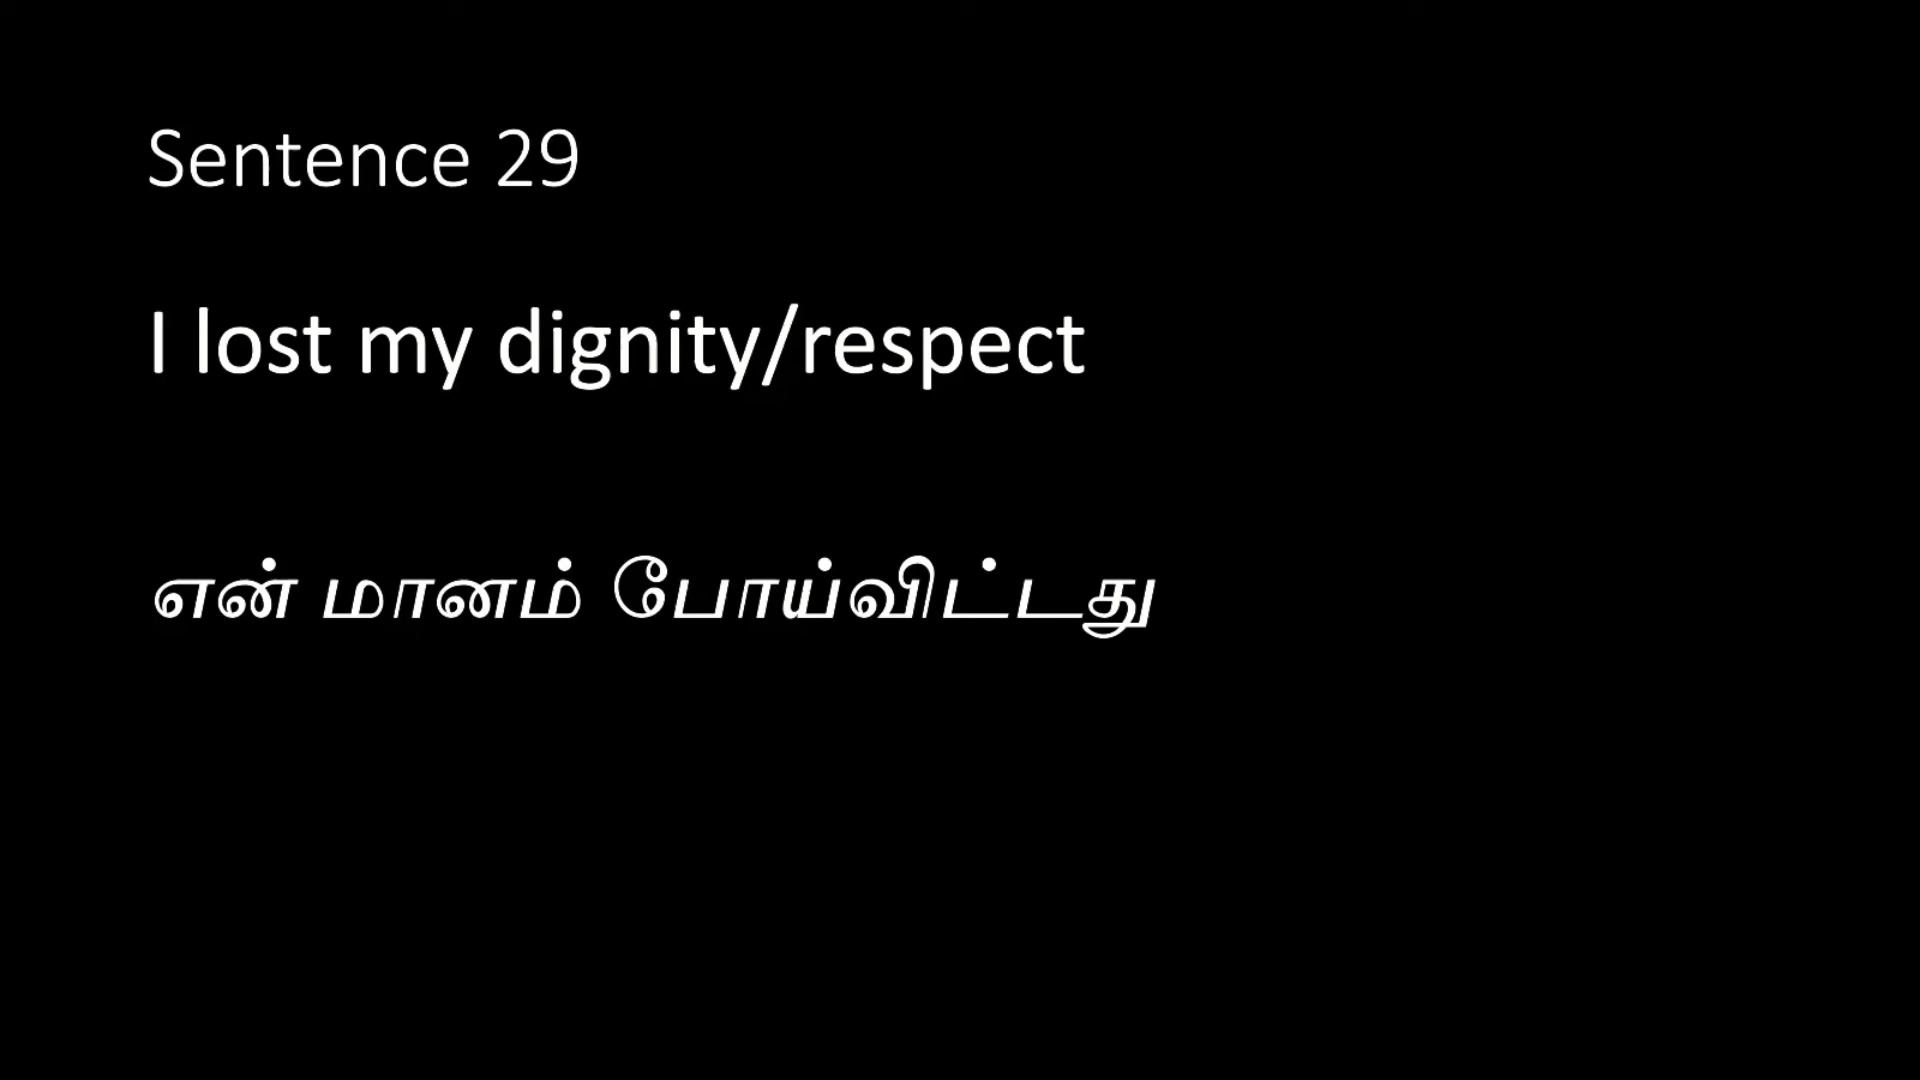 Sentence 29
I lost my dignity/respect
என் மானம் போய்விட்டது